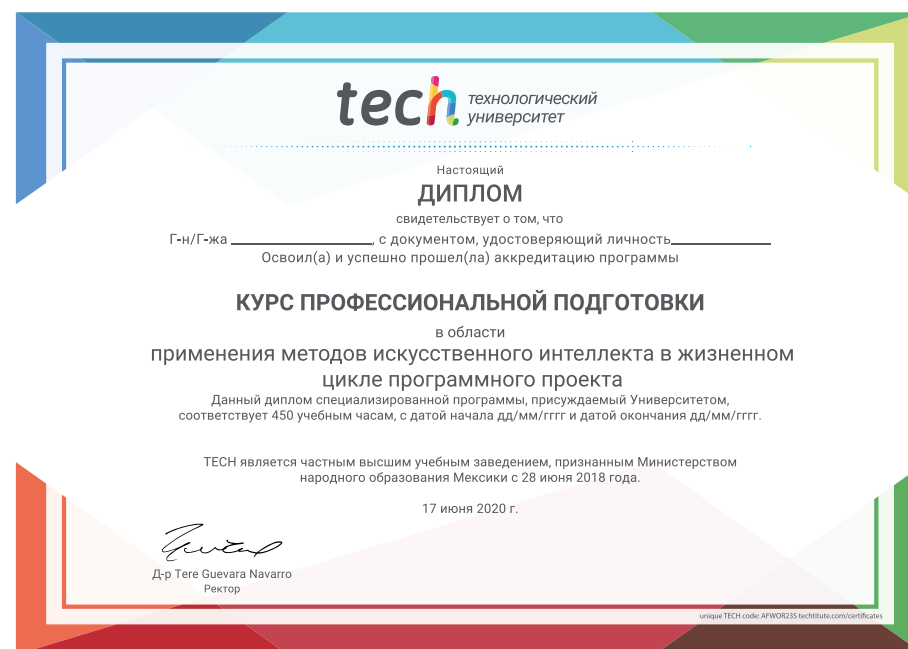 tech технологический
университет
Настоящий
ДИПЛОМ
свидетельствует о том, что
Г-н/Г-жа ________________, с документом, удостоверяющий личность____________
Освоил(а) и успешно прошел(ла) аккредитацию программы
КУРС ПРОФЕССИОНАЛЬНОЙ ПОДГОТОВКИ
в области
применения методов искусственного интеллекта в жизненном
цикле программного проекта
Данный диплом специализированной программы, присуждаемый Университетом,
соответствует 450 учебным часам, с датой начала дд/мм/гггг и датой окончания дд/мм/гггг.
TECH является частным высшим учебным заведением, признанным Министерством
народного образования Мексики с 28 июня 2018 года.
17 июня 2020 г.
Д-р Tere Guevara Navarro
Ректор
unique TECH code: AFWOR235 techtitute.com/certificates